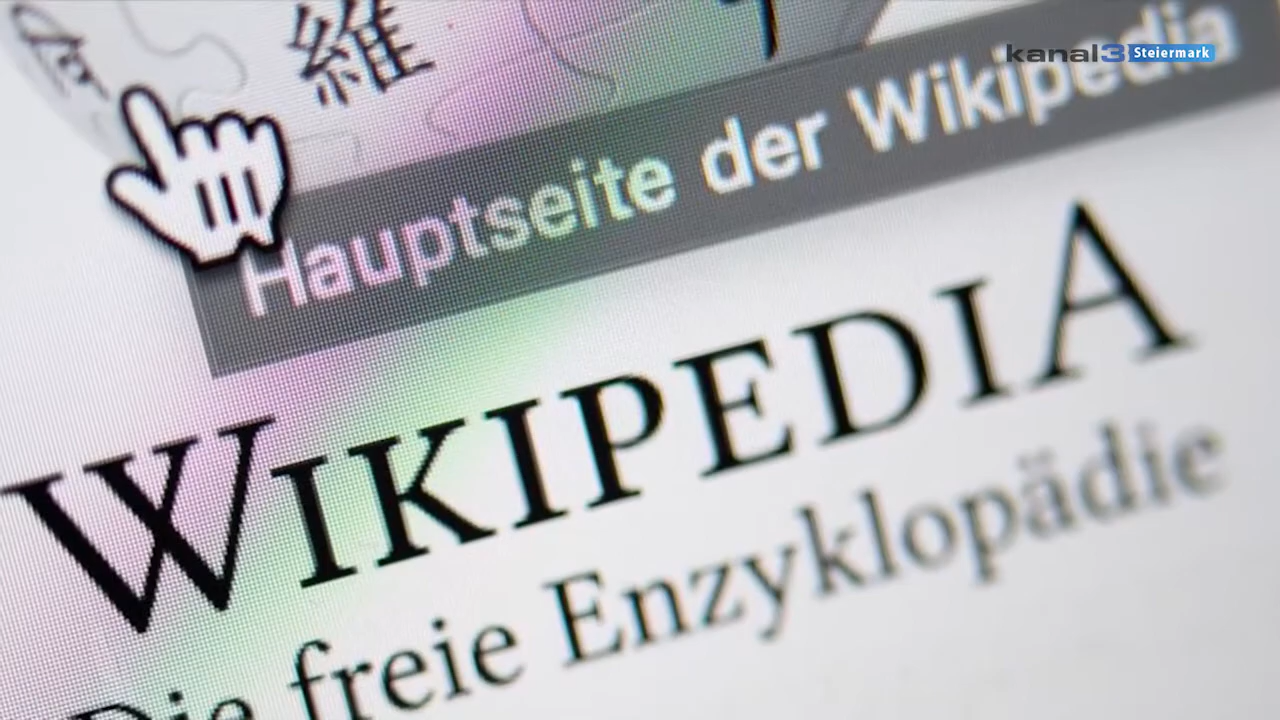 維
kanal3 Steiermark
Hauptseite der Wikipedia
WIKIPEDIA
Die freie Enzyklopädie